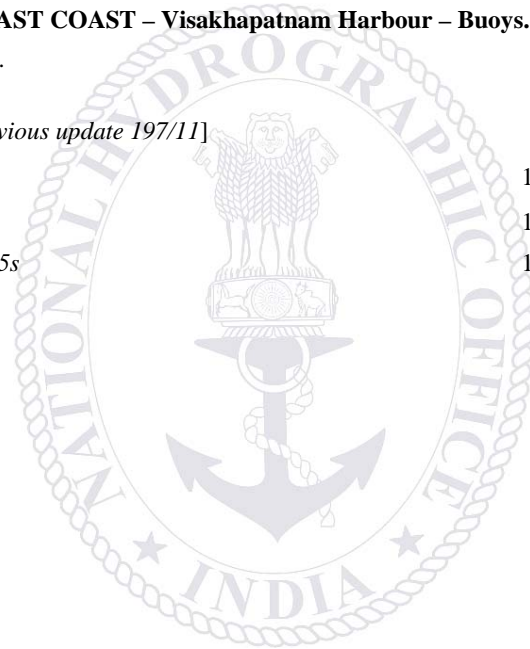 AST COAST – Visakhapatnam Harbour – Buoys.
.
vious update 197/11]
1
1
5s 1
NATIONAL HYDROGRAPHIC OFFICE
★ INDIA ★